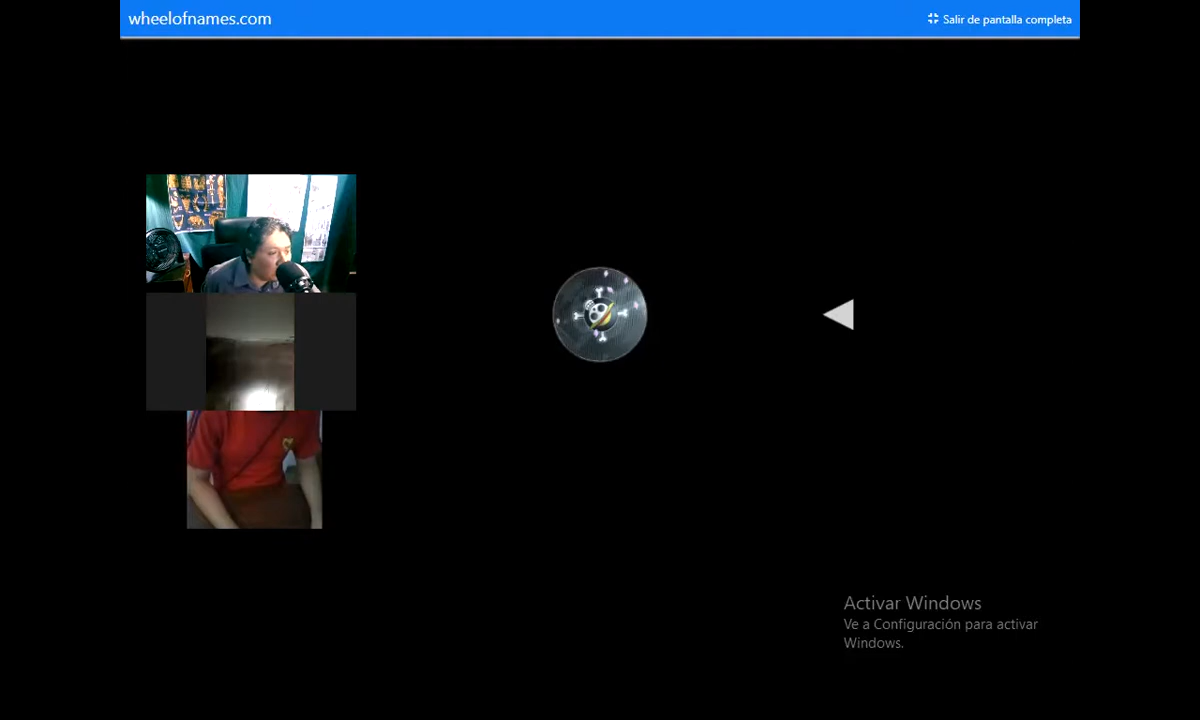 wheelofnames.com
Salir de pantalla completa
Activar Windows
Ve a Configuración para activar
Windows.